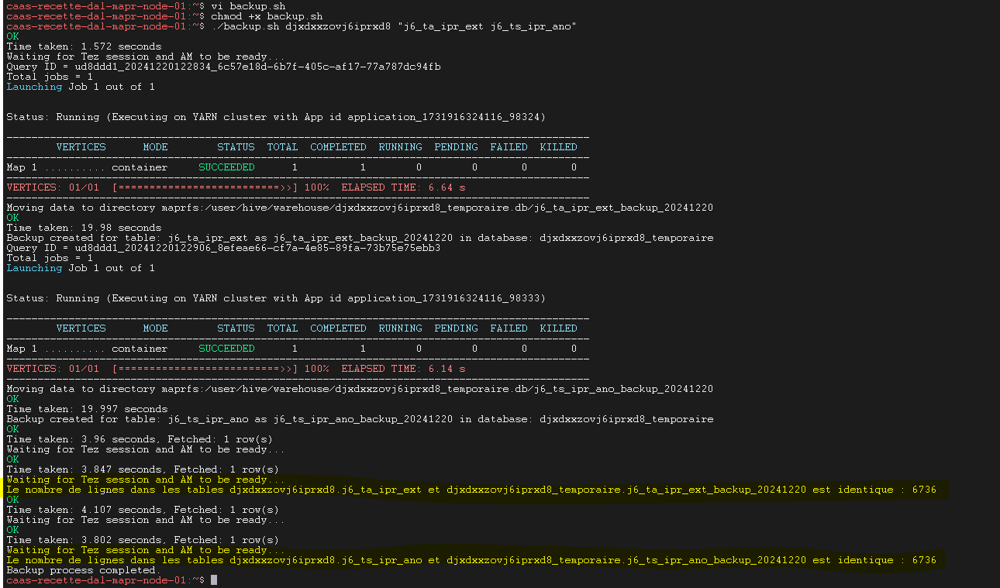 caas-recette-dal-mapr-node-01:~$ vi backup.sh
caas-recette-dal-mapr-node-01:~$ chmod +x backup.sh
caas-recette-dal-mapr-node-01:~$ ./backup.sh djxdxxzovj6iprxd8 "j6_ta_ipr_ext j6_ts_ipr_ano"
OK
Time taken: 1.572 seconds
Waiting for Tez session and AM to be ready...
Query ID = ud8ddd1_20241220122834_6c57e18d-6b7f-405c-af17-77a787dc94fb
Total jobs = 1
Launching Job 1 out of 1
Status: Running (Executing on YARN cluster with App id application_1731916324116_98324)
----------------------------------------------------------------------------------------------
VERTICES MODE STATUS TOTAL COMPLETED RUNNING PENDING FAILED KILLED
----------------------------------------------------------------------------------------------
Map 1 .......... container SUCCEEDED 1 1 0 0 0 0
----------------------------------------------------------------------------------------------
VERTICES: 01/01 [==========================>>] 100% ELAPSED TIME: 6.64 s
----------------------------------------------------------------------------------------------
Moving data to directory maprfs:/user/hive/warehouse/djxdxxzovj6iprxd8_temporaire.db/j6_ta_ipr_ext_backup_20241220
OK
Time taken: 19.98 seconds
Backup created for table: j6_ta_ipr_ext as j6_ta_ipr_ext_backup_20241220 in database: djxdxxzovj6iprxd8_temporaire
Query ID = ud8ddd1_20241220122906_8efeae66-cf7a-4e85-89fa-73b75e75ebb3
Total jobs = 1
Launching Job 1 out of 1
Status: Running (Executing on YARN cluster with App id application_1731916324116_98333)
----------------------------------------------------------------------------------------------
VERTICES MODE STATUS TOTAL COMPLETED RUNNING PENDING FAILED KILLED
----------------------------------------------------------------------------------------------
Map 1 .......... container SUCCEEDED 1 1 0 0 0 0
----------------------------------------------------------------------------------------------
VERTICES: 01/01 [==========================>>] 100% ELAPSED TIME: 6.14 s
----------------------------------------------------------------------------------------------
Moving data to directory maprfs:/user/hive/warehouse/djxdxxzovj6iprxd8_temporaire.db/j6_ts_ipr_ano_backup_20241220
OK
Time taken: 19.997 seconds
Backup created for table: j6_ts_ipr_ano as j6_ts_ipr_ano_backup_20241220 in database: djxdxxzovj6iprxd8_temporaire
OK
Time taken: 3.96 seconds, Fetched: 1 row(s)
Waiting for Tez session and AM to be ready...
OK
Time taken: 3.847 seconds, Fetched: 1 row(s)
Waiting for Tez session and AM to be ready...
Le nombre de lignes dans les tables djxdxxzovj6iprxd8.j6_ta_ipr_ext et djxdxxzovj6iprxd8_temporaire.j6_ta_ipr_ext_backup_20241220 est identique : 6736
OK
Time taken: 4.107 seconds, Fetched: 1 row(s)
Waiting for Tez session and AM to be ready...
OK
Time taken: 3.802 seconds, Fetched: 1 row(s)
Waiting for Tez session and AM to be ready...
Le nombre de lignes dans les tables djxdxxzovj6iprxd8.j6_ts_ipr_ano et djxdxxzovj6iprxd8_temporaire.j6_ts_ipr_ano_backup_20241220 est identique : 6736
Backup process completed.
caas-recette-dal-mapr-node-01:~$